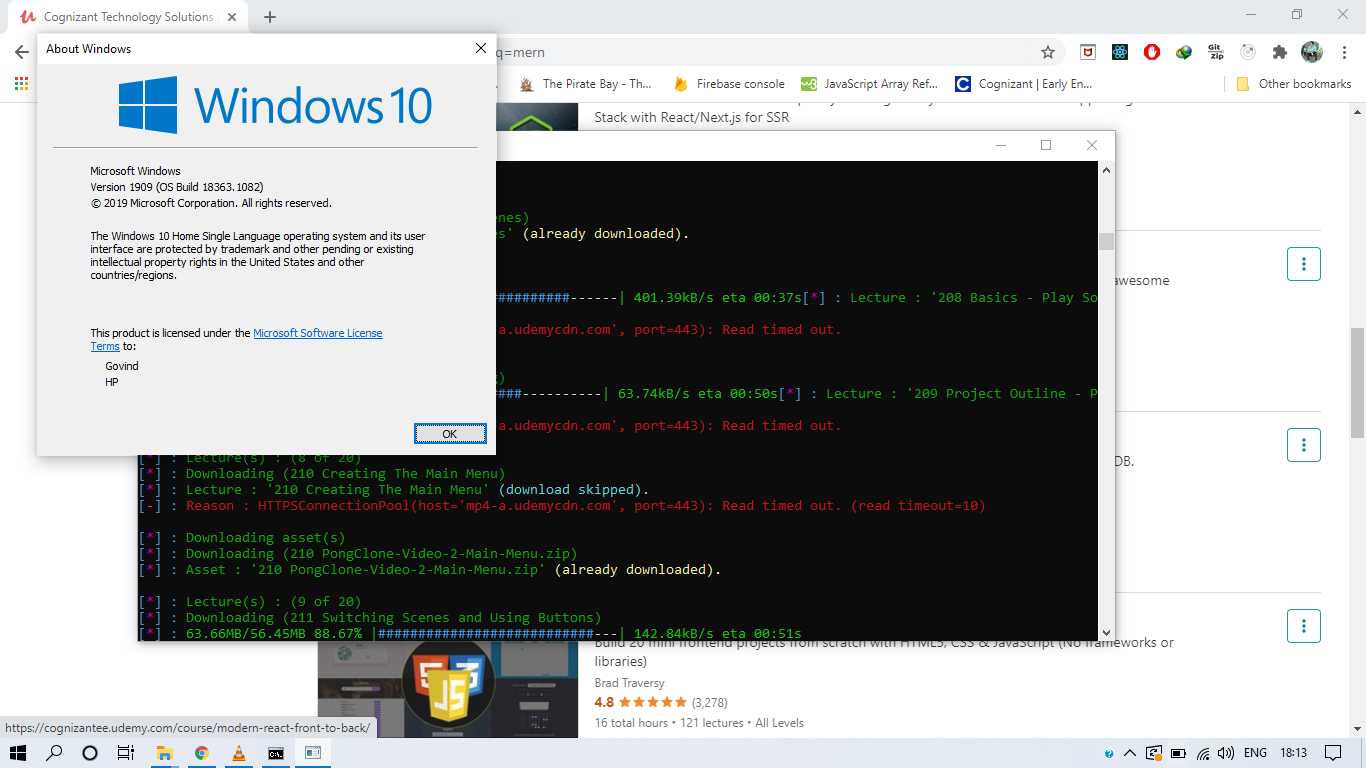 Cognizant Technology Solutions
q=mern
The Pirate Bay - Th...
Firebase console
JavaScript Array Ref...
Cognizant | Early En...
Other bookmarks
Git
zip
About Windows
Windows 10
Microsoft Windows
Version 1909 (OS Build 18363.1082)
© 2019 Microsoft Corporation. All rights reserved.
The Windows 10 Home Single Language operating system and its user
interface are protected by trademark and other pending or existing
intellectual property rights in the United States and other
countries/regions.
This product is licensed under the Microsoft Software License
Terms to:
Govind
HP
OK
Stack with React/Next.js for SSR
enes)
s' (already downloaded).
##########------| 401.39kB/s eta 00:37s[*] : Lecture : '208 Basics - Play So
a.udemycdn.com', port=443): Read timed out.
###----------| 63.74kB/s eta 00:50s[*] : Lecture : '209 Project Outline - P
a.udemycdn.com', port=443): Read timed out.
[*] : Lecture(s) : (8 of 20)
[*] : Downloading (210 Creating The Main Menu)
[*] : Lecture : '210 Creating The Main Menu' (download skipped).
[-] : Reason : HTTPSConnectionPool(host='mp4-a.udemycdn.com', port=443): Read timed out. (read timeout=10)
[*] : Downloading asset(s)
[*] : Downloading (210 PongClone-Video-2-Main-Menu.zip)
[*] : Asset : '210 PongClone-Video-2-Main-Menu.zip' (already downloaded).
[*] : Lecture(s) : (9 of 20)
[*] : Downloading (211 Switching Scenes and Using Buttons)
[*] : 63.66MB/56.45MB 88.67% |###########################---| 142.84kB/s eta 00:51s
awesome
DB.
Build 20 mini frontend projects from scratch with HTML5, CSS & JavaScript (No frameworks or
libraries)
Brad Traversy
4.8 ★★★★★ (3,278)
16 total hours • 121 lectures • All Levels
JS
https://cognizantee.udemy.com/course/modern-react-front-to-back/
ENG
18:13